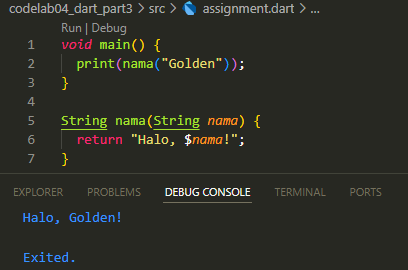 codelab04_dart_part3 > src > assignment.dart > ...
Run | Debug
1 void main() {
2   print(nama("Golden"));
3 }
4
5 String nama(String nama) {
6   return "Halo, $nama!";
7 }
EXPLORER PROBLEMS DEBUG CONSOLE TERMINAL PORTS
Halo, Golden!
Exited.